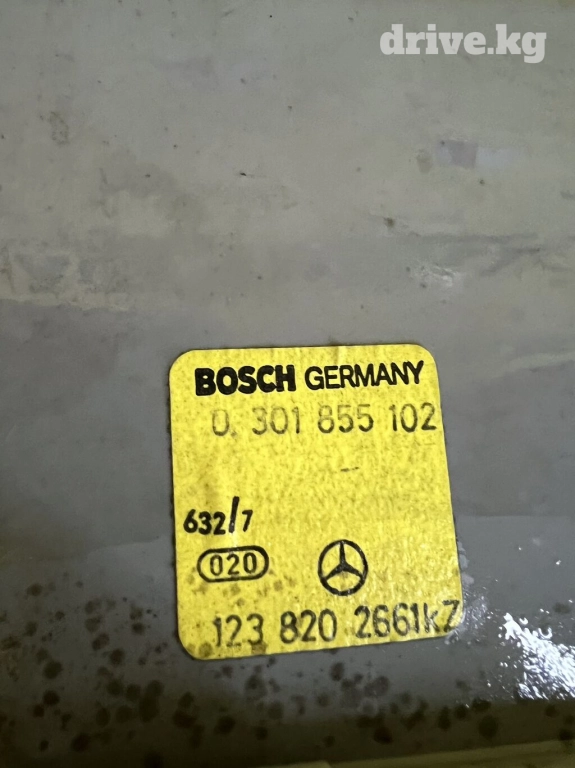 drive.kg
BOSCH GERMANY
0 301 855 102
632/7
020
123 820 2661kZ